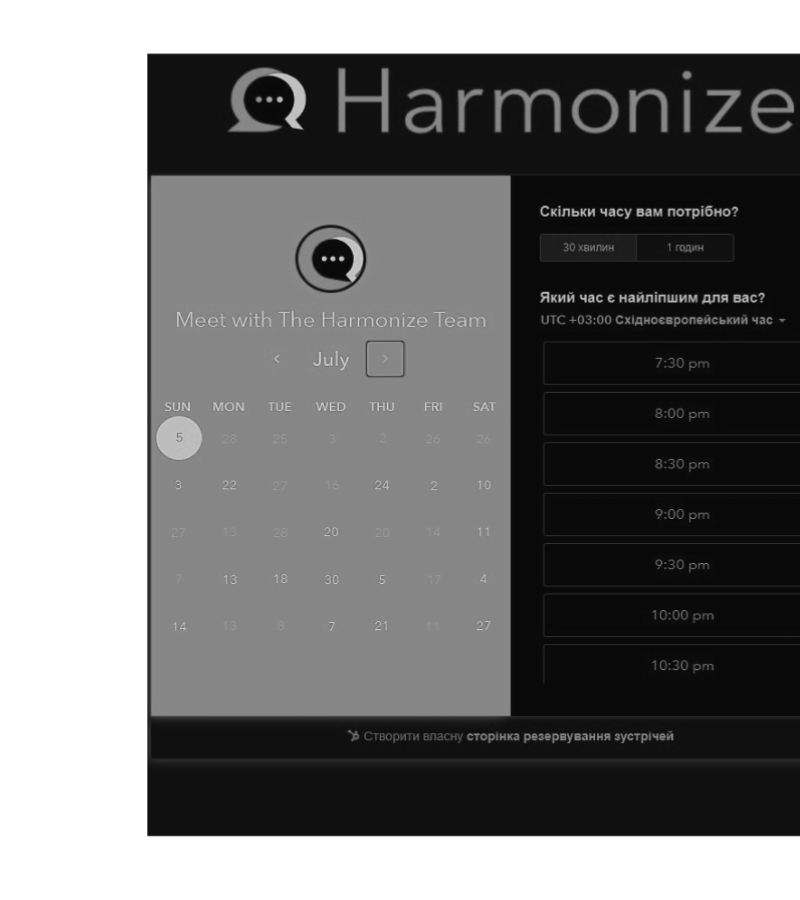 Harmonize
Meet with The Harmonize Team
July
SUN MON TUE WED THU FRI SAT
5 28 25 3 2 26 26
3 22 27 16 24 2 10
27 13 28 20 20 14 11
7 13 18 30 5 17 4
14 13 8 7 21 11 27
Скільки часу вам потрібно?
30 хвилин 1 годин
Який час є найліпшим для вас?
UTC +03:00 Східноєвропейський час
7:30 pm
8:00 pm
8:30 pm
9:00 pm
9:30 pm
10:00 pm
10:30 pm
Створити власну сторінка резервування зустрічей